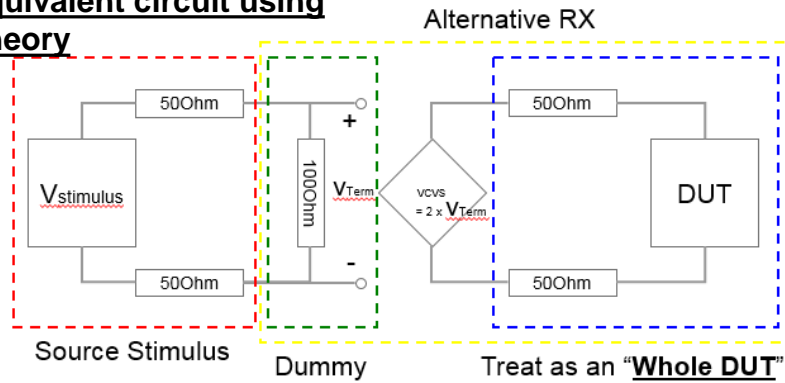 quivalent circuit using
heory
Alternative RX
50Ohm
50Ohm
+
Vstimulus
100Ohm
VTerm
VCVS
= 2 x VTerm
DUT
-
50Ohm
50Ohm
Source Stimulus
Dummy
Treat as an “Whole DUT”